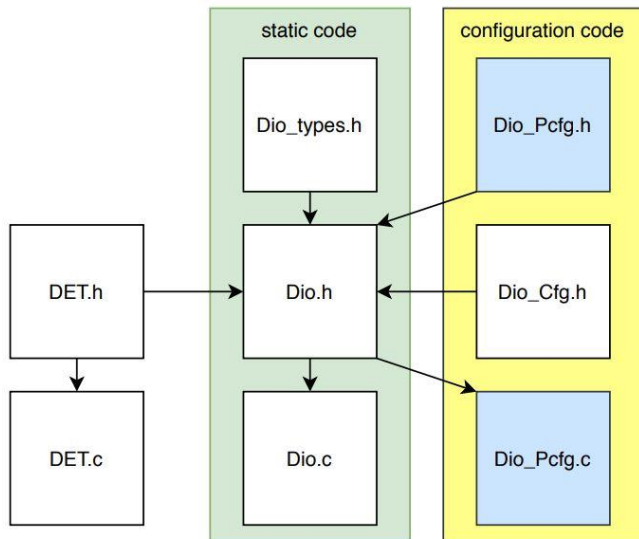 static code
configuration code
Dio_types.h
Dio_Pcfg.h
DET.h
Dio.h
Dio_Cfg.h
DET.c
Dio.c
Dio_Pcfg.c